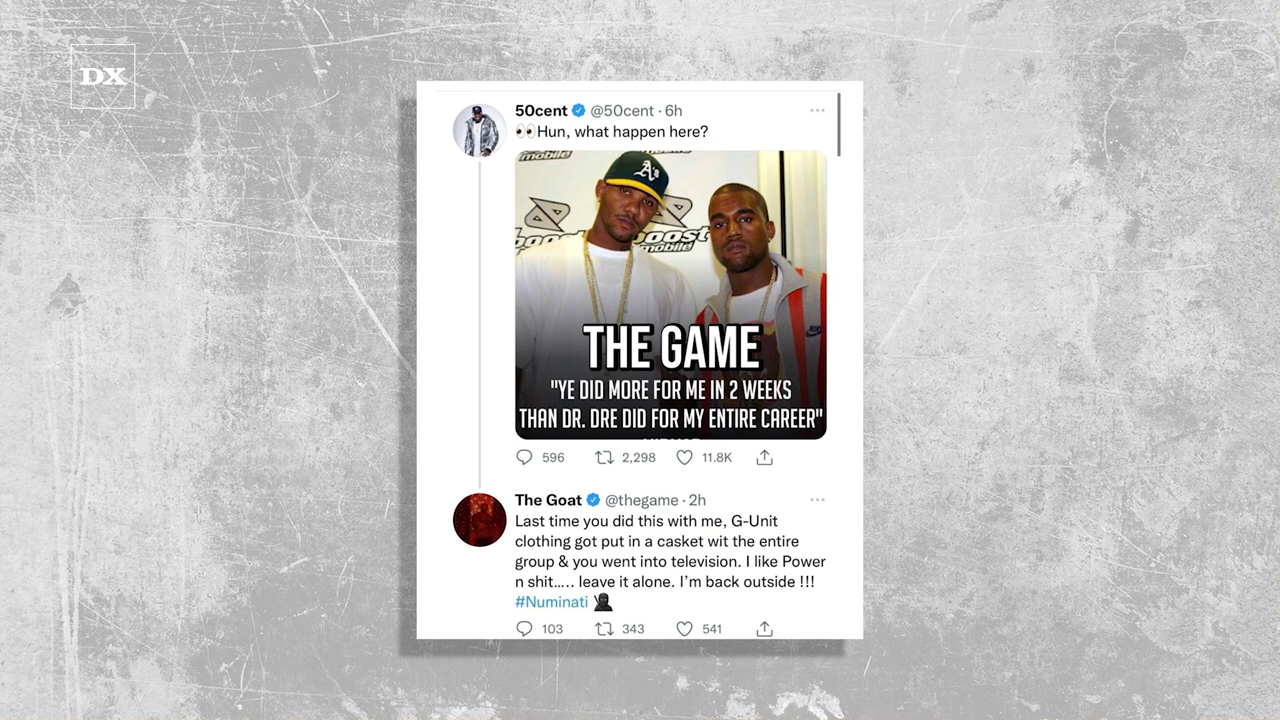 DX
50cent @50cent · 6h
👀Hun, what happen here?
mobile
mobile
A's
boost
boost
mobile
THE GAME
"YE DID MORE FOR ME IN 2 WEEKS
THAN DR. DRE DID FOR MY ENTIRE CAREER"
596 2,298 11.8K
The Goat @thegame · 2h
Last time you did this with me, G-Unit
clothing got put in a casket wit the entire
group & you went into television. I like Power
n shit..... leave it alone. I'm back outside !!!
#Numinati 🥷🏿
103 343 541